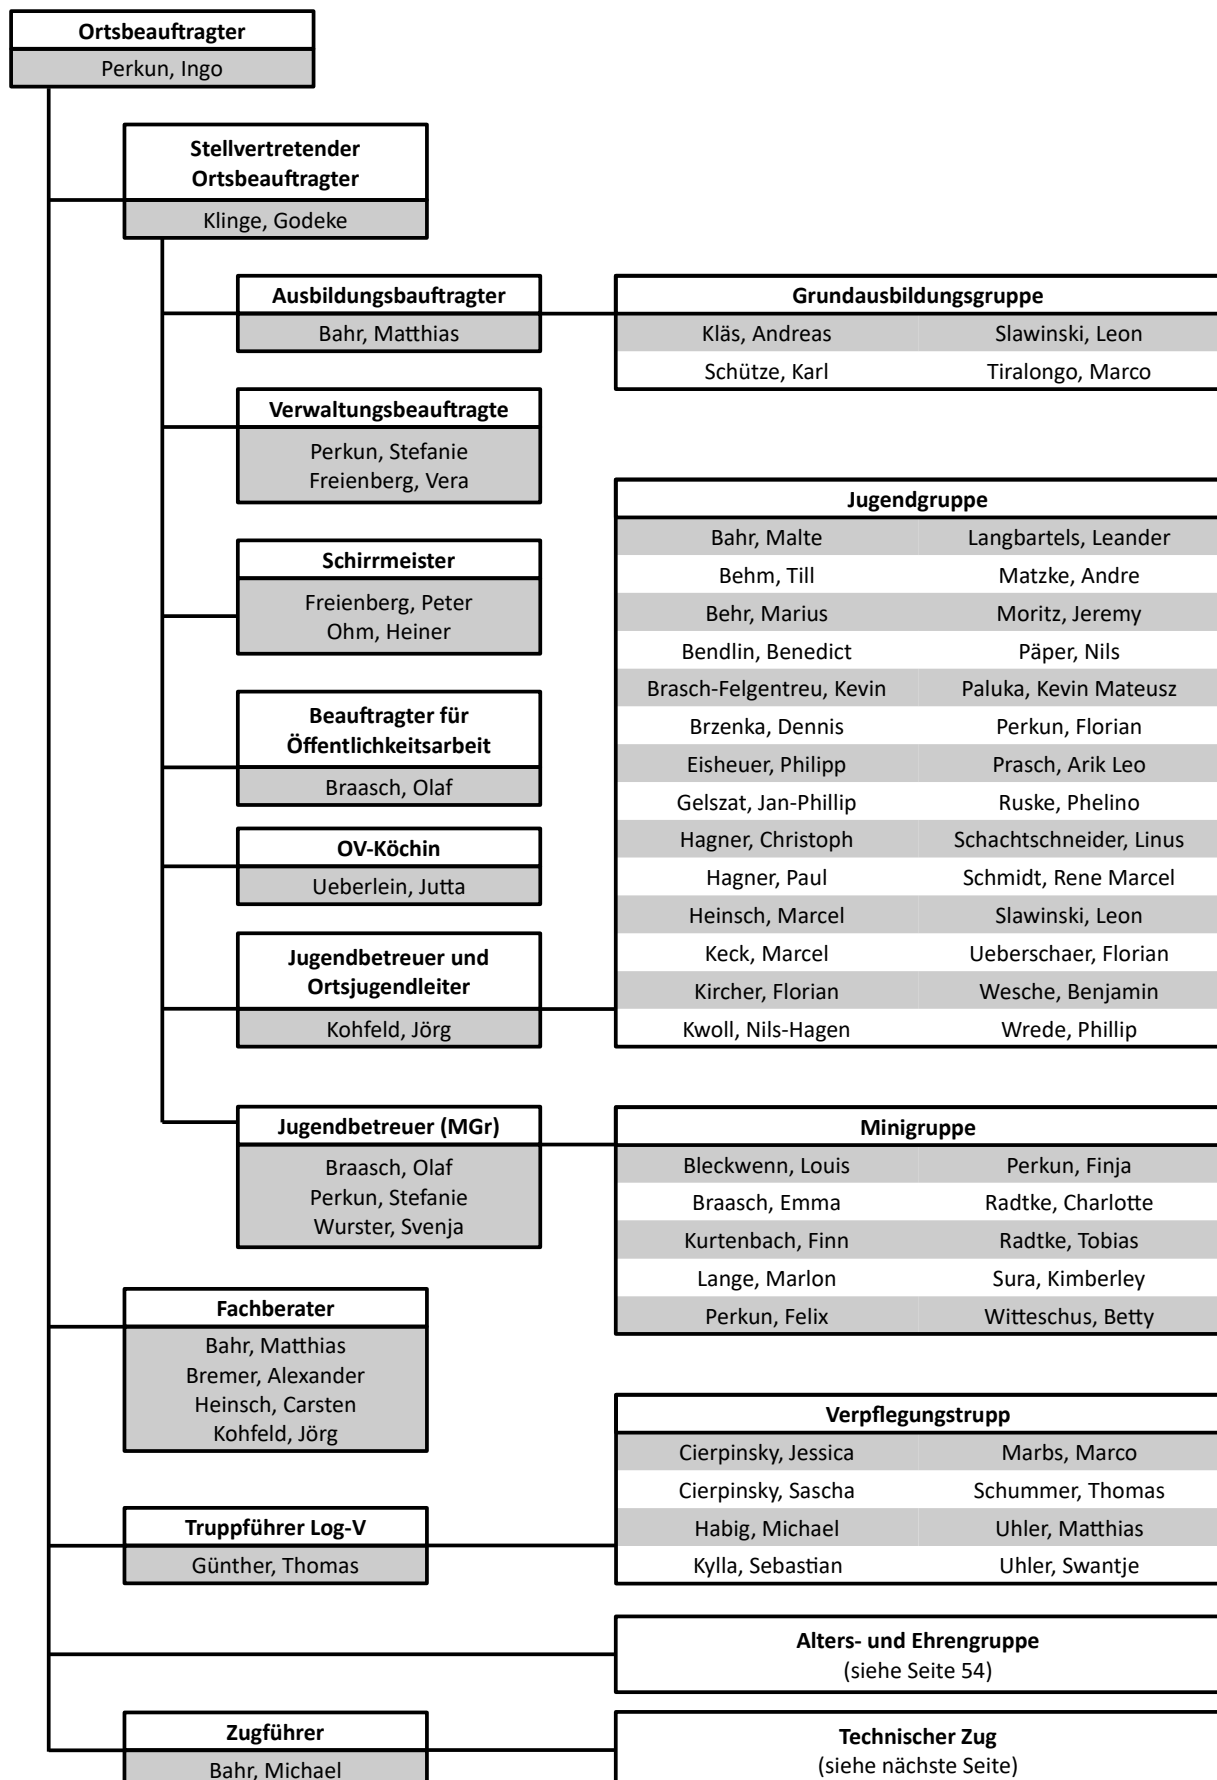 Ortsbeauftragter
Perkun, Ingo
Stellvertretender
Ortsbeauftragter
Klinge, Godeke
Ausbildungsbauftragter
Bahr, Matthias
Grundausbildungsgruppe
Kläs, Andreas Slawinski, Leon
Schütze, Karl Tiralongo, Marco
Verwaltungsbeauftragte
Perkun, Stefanie
Freienberg, Vera
Schirrmeister
Freienberg, Peter
Ohm, Heiner
Beauftragter für
Öffentlichkeitsarbeit
Braasch, Olaf
OV-Köchin
Ueberlein, Jutta
Jugendbetreuer und
Ortsjugendleiter
Kohfeld, Jörg
Jugendgruppe
Bahr, Malte Langbartels, Leander
Behm, Till Matzke, Andre
Behr, Marius Moritz, Jeremy
Bendlin, Benedict Päper, Nils
Brasch-Felgentreu, Kevin Paluka, Kevin Mateusz
Brzenka, Dennis Perkun, Florian
Eisheuer, Philipp Prasch, Arik Leo
Gelszat, Jan-Phillip Ruske, Phelino
Hagner, Christoph Schachtschneider, Linus
Hagner, Paul Schmidt, Rene Marcel
Heinsch, Marcel Slawinski, Leon
Keck, Marcel Ueberschaer, Florian
Kircher, Florian Wesche, Benjamin
Kwoll, Nils-Hagen Wrede, Phillip
Jugendbetreuer (MGr)
Braasch, Olaf
Perkun, Stefanie
Wurster, Svenja
Minigruppe
Bleckwenn, Louis Perkun, Finja
Braasch, Emma Radtke, Charlotte
Kurtenbach, Finn Radtke, Tobias
Lange, Marlon Sura, Kimberley
Perkun, Felix Witteschus, Betty
Fachberater
Bahr, Matthias
Bremer, Alexander
Heinsch, Carsten
Kohfeld, Jörg
Truppführer Log-V
Günther, Thomas
Verpflegungstrupp
Cierpinsky, Jessica Marbs, Marco
Cierpinsky, Sascha Schummer, Thomas
Habig, Michael Uhler, Matthias
Kylla, Sebastian Uhler, Swantje
Alters- und Ehrengruppe
(siehe Seite 54)
Zugführer
Bahr, Michael
Technischer Zug
(siehe nächste Seite)